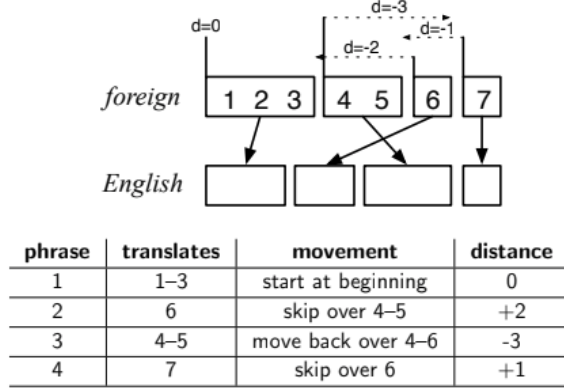 d=-3
d=0 d=-1
d=-2
foreign 1 2 3 4 5 6 7
English
phrase translates movement distance
1 1–3 start at beginning 0
2 6 skip over 4–5 +2
3 4–5 move back over 4–6 -3
4 7 skip over 6 +1